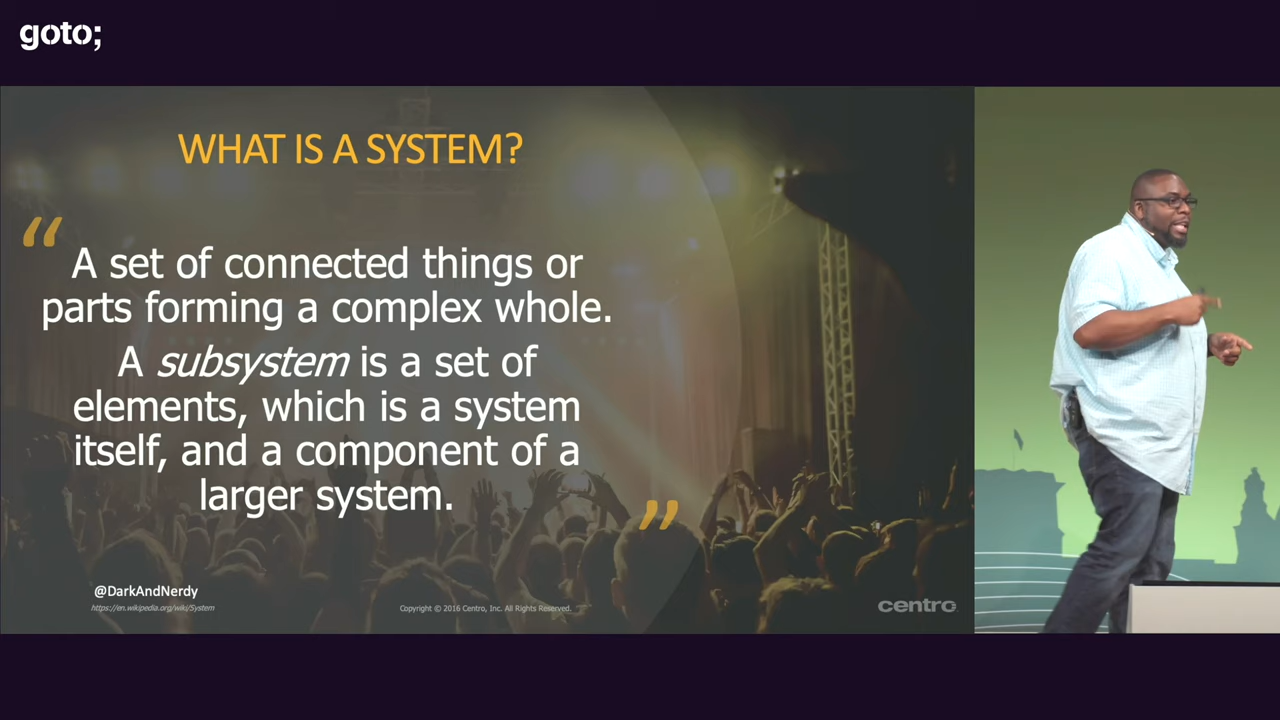 goto;
WHAT IS A SYSTEM?
“
A set of connected things or
parts forming a complex whole.
A subsystem is a set of
elements, which is a system
itself, and a component of a
larger system.
”
@DarkAndNerdy
https://en.wikipedia.org/wiki/System
Copyright © 2016 Centro, Inc. All Rights Reserved.
centro